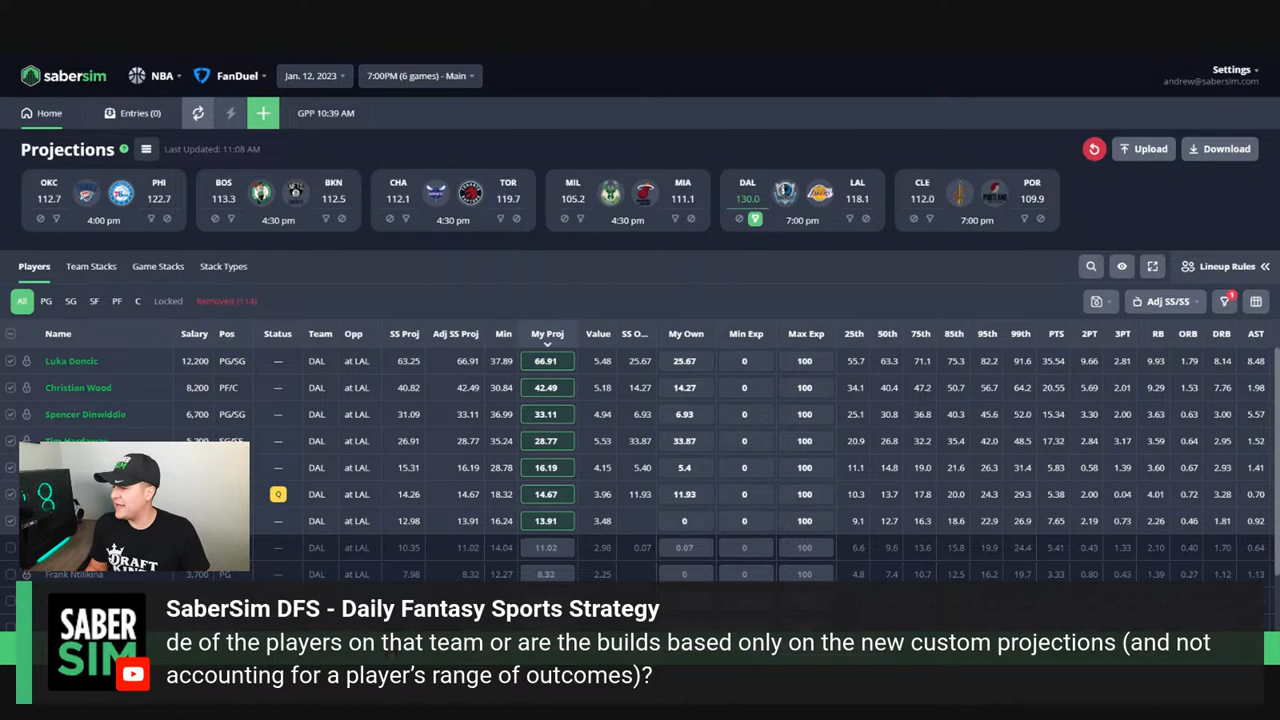 sabersim NBA FanDuel Jan. 12, 2023 7:00PM (6 games) - Main Settings
andrew@sabersim.com
Home Entries (0) GPP 10:39 AM
Projections Last Updated: 11:08 AM Upload Download
OKC PHI BOS BKN CHA TOR MIL MIA DAL LAL CLE POR
112.7 122.7 113.3 112.5 112.1 119.7 105.2 111.1 130.0 118.1 112.0 109.9
4:00 pm 4:30 pm 4:30 pm 4:30 pm 7:00 pm 7:00 pm
Players Team Stacks Game Stacks Stack Types Lineup Rules
All PG SG SF PF C Locked Removed (114) Adj SS/SS 1
Name Salary Pos Status Team Opp SS Proj Adj SS Proj Min My Proj Value SS O... My Own Min Exp Max Exp 25th 50th 75th 85th 95th 99th PTS 2PT 3PT RB ORB DRB AST
Luka Doncic 12,200 PG/SG — DAL at LAL 63.25 66.91 37.89 66.91 5.48 25.67 25.67 0 100 55.7 63.3 71.1 75.3 82.2 91.6 35.54 9.66 2.81 9.93 1.79 8.14 8.48
Christian Wood 8,200 PF/C — DAL at LAL 40.82 42.49 30.84 42.49 5.18 14.27 14.27 0 100 34.1 40.4 47.2 50.7 56.7 64.2 20.55 5.69 2.01 9.29 1.53 7.76 1.98
Spencer Dinwiddie 6,700 PG/SG — DAL at LAL 31.09 33.11 36.99 33.11 4.94 6.93 6.93 0 100 25.1 30.8 36.8 40.3 45.6 52.0 15.34 3.30 2.00 3.63 0.63 3.00 5.57
Tim Hardaway 5,200 SG/SF — DAL at LAL 26.91 28.77 35.24 28.77 5.53 33.87 33.87 0 100 20.9 26.8 32.2 35.4 42.0 48.5 17.32 2.84 3.17 3.59 0.64 2.95 1.52
— DAL at LAL 15.31 16.19 28.78 16.19 4.15 5.40 5.4 0 100 11.1 14.8 19.0 21.6 26.3 31.4 5.83 0.58 1.39 3.60 0.67 2.93 1.41
Q DAL at LAL 14.26 14.67 18.32 14.67 3.96 11.93 11.93 0 100 10.3 13.7 17.8 20.0 24.3 29.3 5.38 2.00 0.04 4.01 0.72 3.28 0.70
— DAL at LAL 12.98 13.91 16.24 13.91 3.48 0 0 100 9.1 12.7 16.3 18.6 22.9 26.9 7.65 2.19 0.73 2.26 0.46 1.81 0.92
— DAL at LAL 10.35 11.02 14.04 11.02 2.98 0.07 0.07 0 100 6.6 9.6 13.6 15.8 19.9 24.4 5.41 0.43 1.33 2.10 0.40 1.70 0.64
Frank Ntilikina 3,700 PG — DAL at LAL 7.98 8.32 12.27 8.32 2.25 0 0 100 4.8 7.4 10.7 12.5 16.2 19.7 3.33 0.80 0.43 1.39 0.27 1.12 1.13
DRAFT
KINGS
SABER
SIM
SaberSim DFS - Daily Fantasy Sports Strategy
de of the players on that team or are the builds based only on the new custom projections (and not
accounting for a player's range of outcomes)?